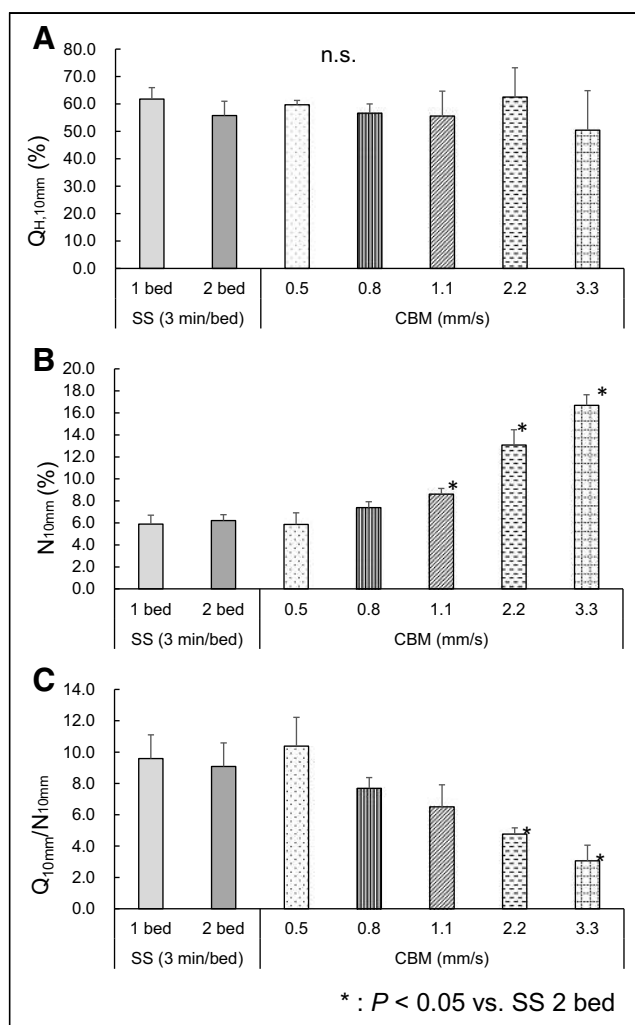 A
n.s.
80.0
70.0
60.0
50.0
40.0
30.0
20.0
10.0
0.0
QH,10mm (%)
1 bed 2 bed 0.5 0.8 1.1 2.2 3.3
SS (3 min/bed) CBM (mm/s)
B
20.0
18.0
16.0
14.0
12.0
10.0
8.0
6.0
4.0
2.0
0.0
N10mm (%)
* * *
1 bed 2 bed 0.5 0.8 1.1 2.2 3.3
SS (3 min/bed) CBM (mm/s)
C
14.0
12.0
10.0
8.0
6.0
4.0
2.0
0.0
Q10mm/N10mm
* *
1 bed 2 bed 0.5 0.8 1.1 2.2 3.3
SS (3 min/bed) CBM (mm/s)
* : P < 0.05 vs. SS 2 bed